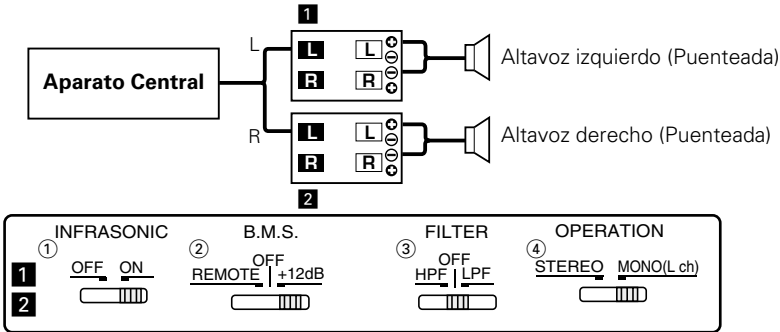 1
L
L L ⊕
⊖
Aparato Central
Altavoz izquierdo (Puenteada)
R R ⊖
⊕
R
L L ⊕
⊖
Altavoz derecho (Puenteada)
R R ⊖
⊕
2
INFRASONIC B.M.S. FILTER OPERATION
① ② ③ ④
OFF OFF
1 OFF ON REMOTE +12dB HPF LPF STEREO MONO(L ch)
2